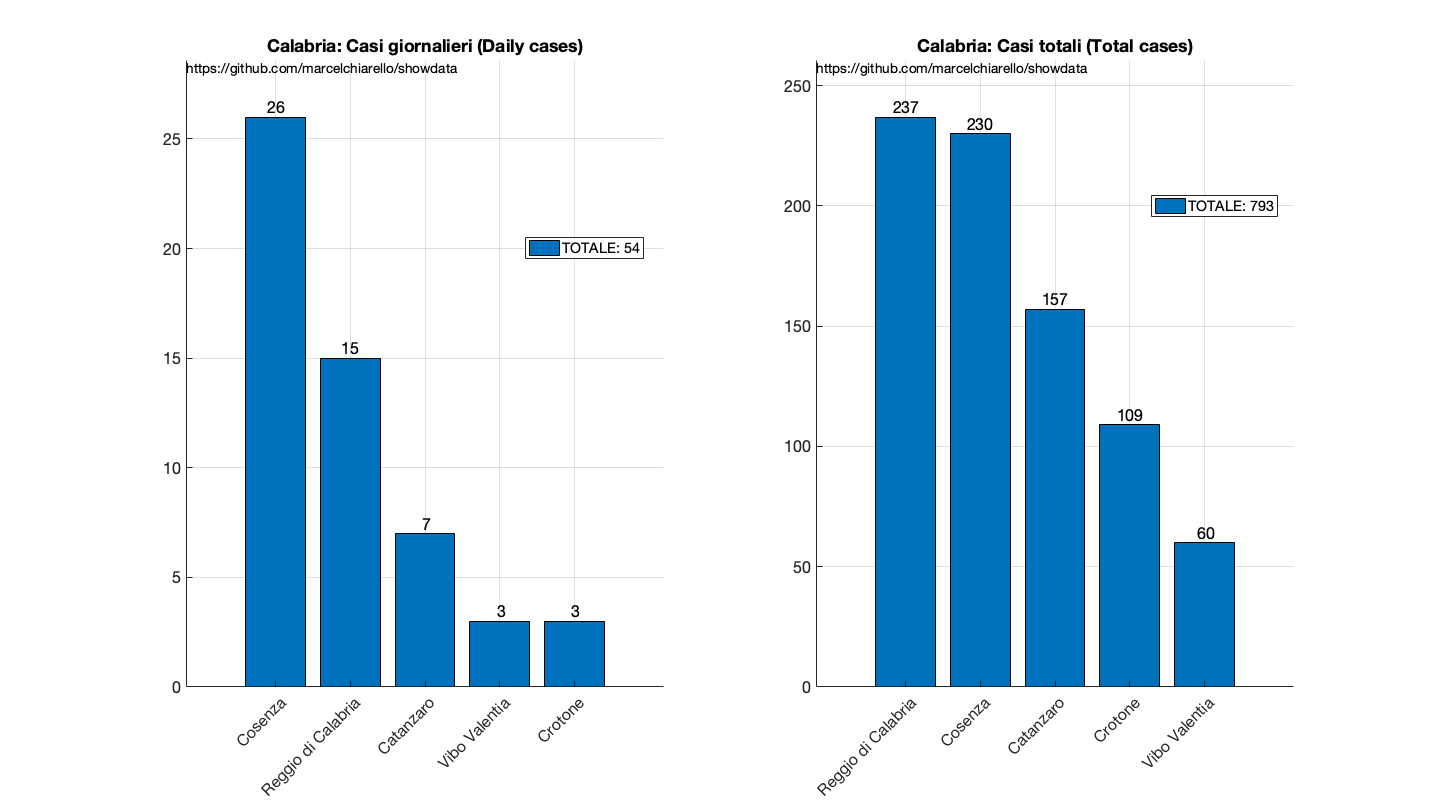 Calabria: Casi giornalieri (Daily cases)
https://github.com/marcelchiarello/showdata
26
25
TOTALE: 54
20
15
15
10
7
5
3
3
0
Cosenza
Reggio di Calabria
Catanzaro
Vibo Valentia
Crotone
Calabria: Casi totali (Total cases)
https://github.com/marcelchiarello/showdata
250
237
230
TOTALE: 793
200
157
150
109
100
60
50
0
Reggio di Calabria
Cosenza
Catanzaro
Crotone
Vibo Valentia